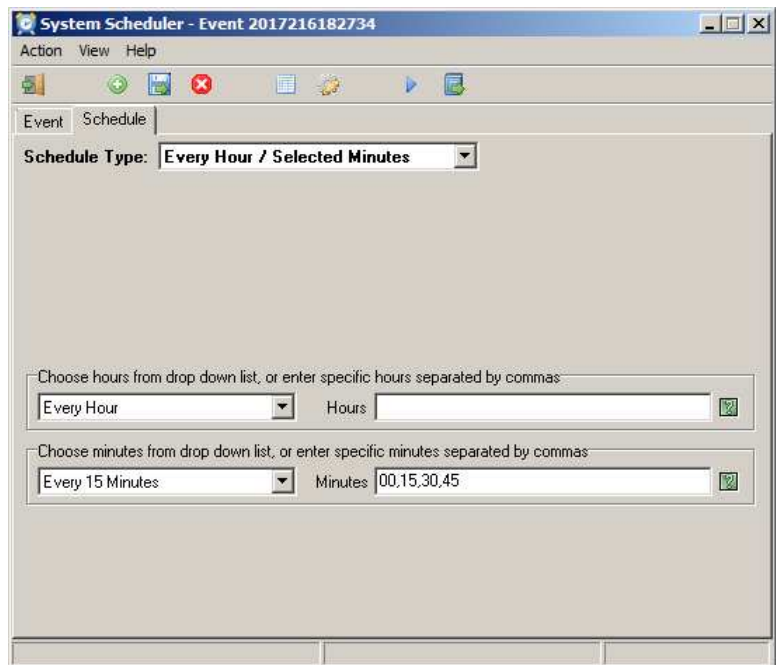 System Scheduler - Event 2017216182734
Action View Help
Event Schedule
Schedule Type: Every Hour / Selected Minutes
Choose hours from drop down list, or enter specific hours separated by commas
Every Hour Hours
Choose minutes from drop down list, or enter specific minutes separated by commas
Every 15 Minutes Minutes 00,15,30,45